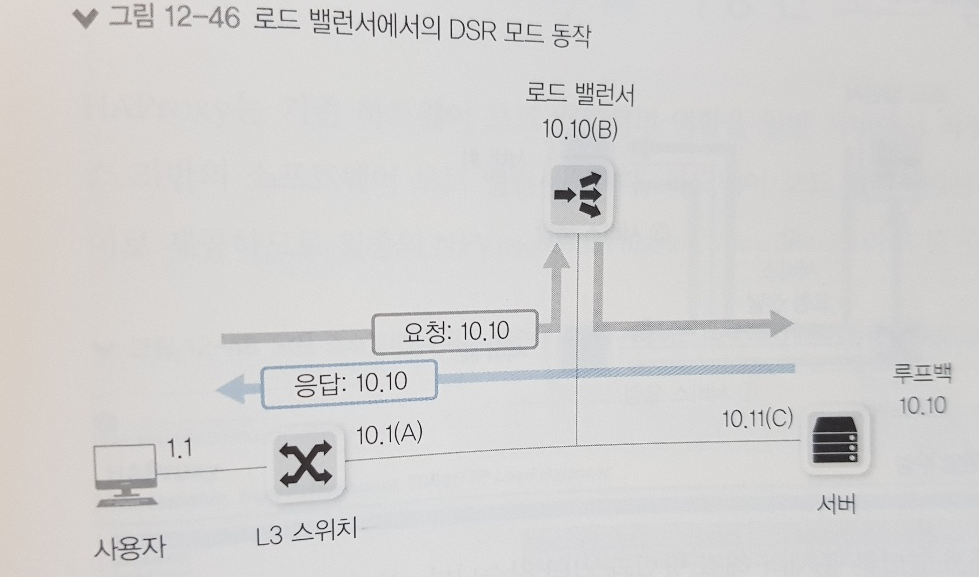 그림 12-46 로드 밸런서에서의 DSR 모드 동작
로드 밸런서
10.10(B)
요청: 10.10
응답: 10.10
루프백
10.10
1.1
10.1(A)
10.11(C)
사용자
L3 스위치
서버